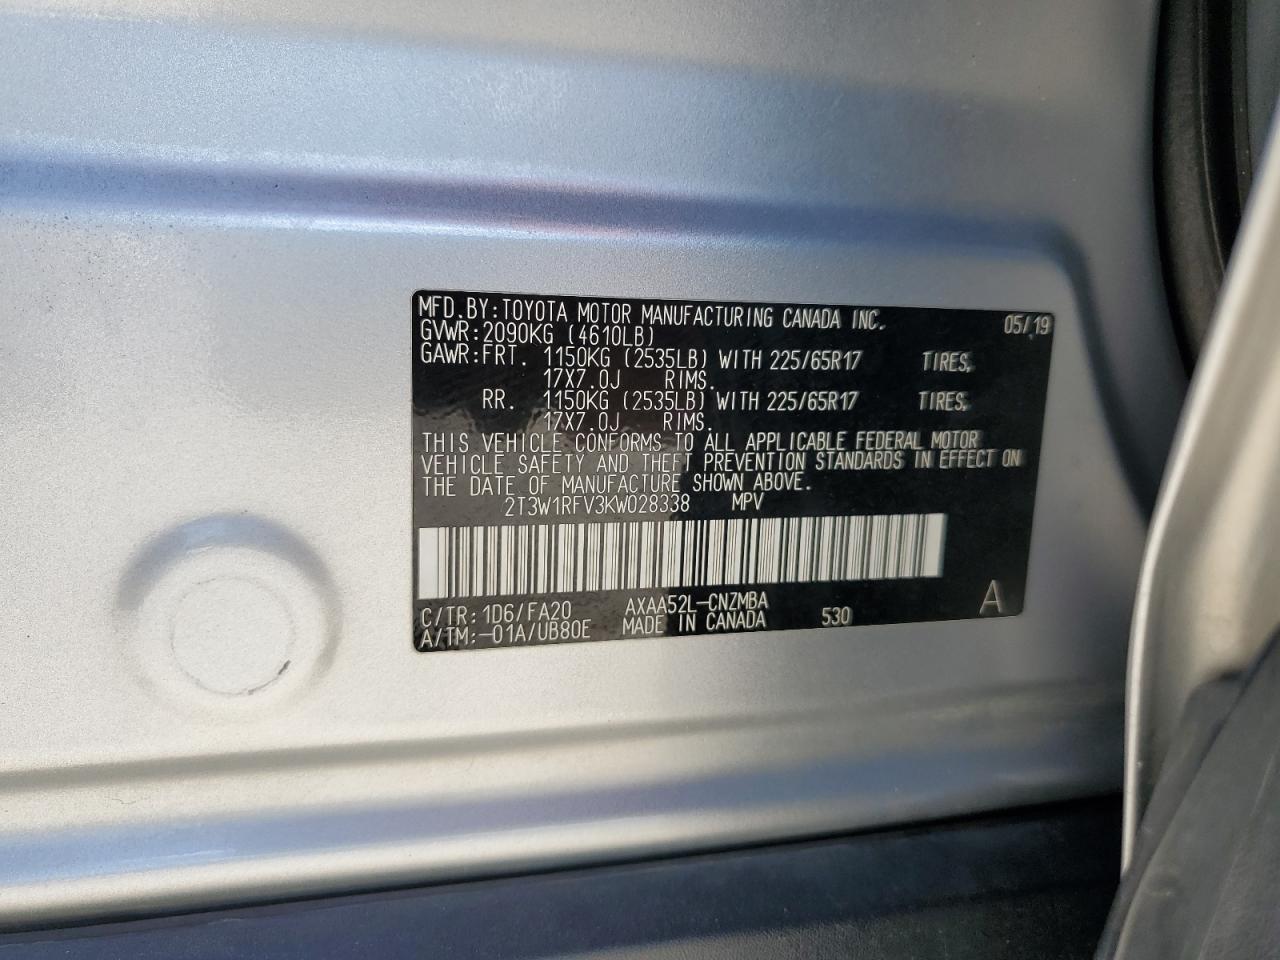 MFD.BY:TOYOTA MOTOR MANUFACTURING CANADA INC. 05/19
GVWR:2090KG (4610LB)
GAWR:FRT. 1150KG (2535LB) WITH 225/65R17 TIRES,
17X7.0J RIMS.
RR. 1150KG (2535LB) WITH 225/65R17 TIRES,
17X7.0J RIMS.
THIS VEHICLE CONFORMS TO ALL APPLICABLE FEDERAL MOTOR
VEHICLE SAFETY AND THEFT PREVENTION STANDARDS IN EFFECT ON
THE DATE OF MANUFACTURE SHOWN ABOVE.
2T3W1RFV3KW028338 MPV
C/TR:1D6/FA20 AXAA52L-CNZMBA
A/TM:-01A/UB80E MADE IN CANADA 530 A